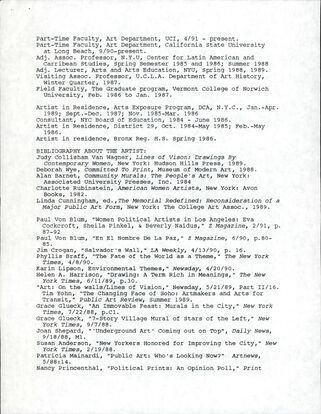 Part-Time Faculty, Art Department, UCI, 4/91 - present.
Part-Time Faculty, Art Department, California State University
at Long Beach, 9/90-present.
Adj. Assoc. Professor, N.Y.U, Center for Latin American and
Carribean Studies, Spring Semester 1985 and 1986; Summer 1988
Adj. Lecturer, Arts and Arts Education, NYU, Spring 1988, 1989.
Visiting Assoc. Professor, U.C.L.A. Department of Art History,
Winter Quarter, 1987.
Field Faculty, The Graduate program, Vermont College of Norwich
University, Feb. 1986 to Jan. 1987.
Artist in Residence, Arts Exposure Program, DCA, N.Y.C., Jan.-Apr.
1989; Sept.-Dec. 1987; Nov. 1985-Mar. 1986
Consultant, NYC Board of Education, 1984 - June 1986.
Artist in Residence, District 29, Oct. 1984-May 1985; Feb.-May
1986.
Artist in residence, Bronx Reg. H.S. Spring 1986.
BIBLIOGRAPHY ABOUT THE ARTIST:
Judy Collisham Van Wagner, Lines of Vision: Drawings By
Contemporary Women, New York: Hudson Hills Press, 1989.
Deborah Wye, Committed To Print, Museum of Modern Art, 1988.
Alan Barnet, Community Murals: The People's Art, New York:
Associated University Presses, Inc. 1984
Charlotte Rubinstein, American Women Artists, New York: Avon
Books, 1982.
Linda Cunningham, ed., The Memorial Redefined: Reconsideration of a
Major Public Art Form, New York: The College Art Assoc., 1989.
Paul Von Blum, "Women Political Artists in Los Angeles: Eva
Cockcroft, Sheila Pinkel, & Beverly Naidus," Z Magazine, 2/91, p.
87-92
Paul Von Blum, "En El Hombre De La Paz," Z Magazine, 6/90, p.80-
85.
Jim Crogan, "Salvador's Wall," LA Weekly, 4/13/90, p. 16.
Phyllis Braff, "The Fate of the World as a Theme," The New York
Times, 4/8/90.
Karin Lipson, Environmental Themes," Newsday, 4/20/90.
Helen A. Harrison, "Drawing: A Term Rich in Meanings," The New
York Times, 6/11/89, p.30.
"Art: On the walls/Lines of Vision," Newsday, 5/21/89, Part II/16.
Tim Yohn, "The Changing Face of Soho: Artmakers and Arts for
Transit," Public Art Review, Summer 1989.
Grace Glueck, "An Immovable Feast: Murals in the City," New York
Times, 7/22/88, p.C1.
Grace Glueck, "7-Story Village Mural of Stars of the Left," New
York Times, 9/7/88.
Joan Shepard, "'Underground Art' Coming out on Top", Daily News,
9/18/88, M1.
Susan Anderson, "New Yorkers Honored for Improving the City," New
York Times, 2/19/88.
Patricia Mainardi, "Public Art: Who's Looking Now?" Artnews,
5/88:14.
Nancy Princenthal, "Political Prints: An Opinion Poll," Print